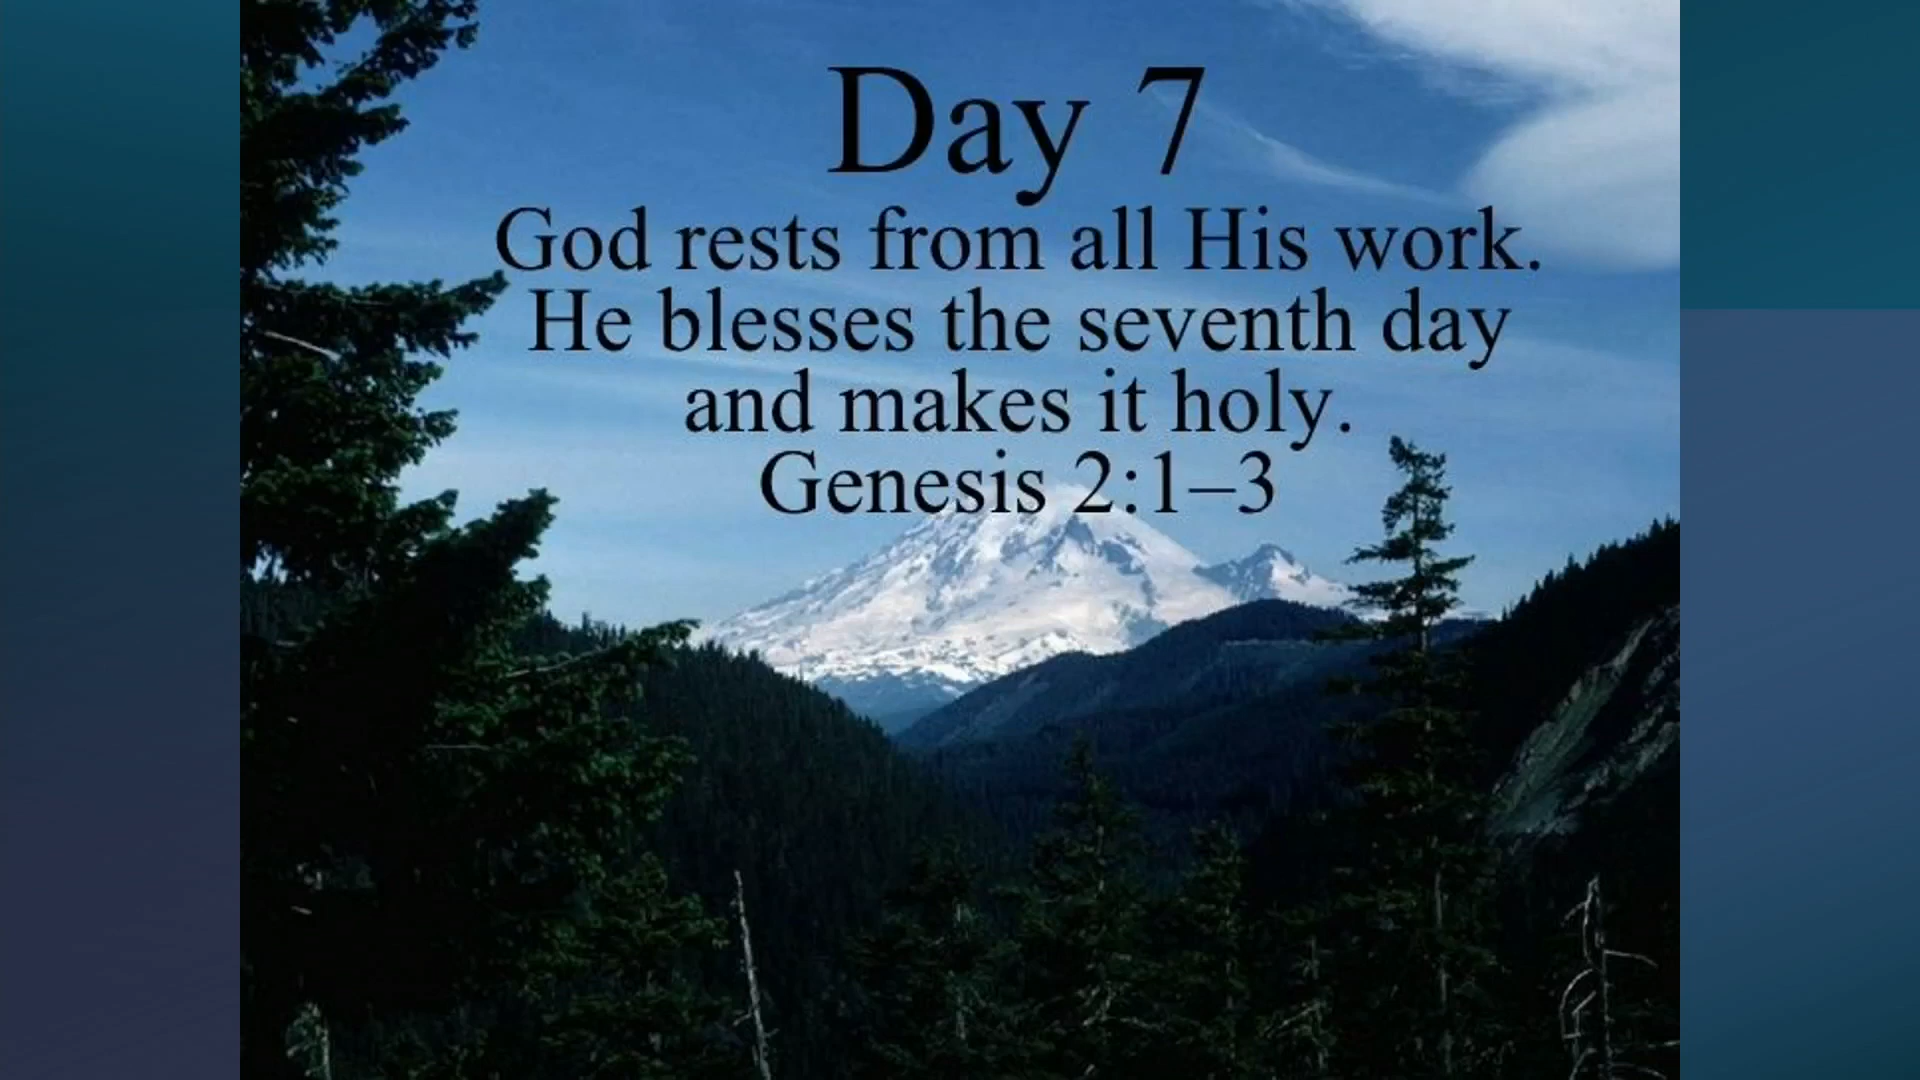 Day 7
God rests from all His work.
He blesses the seventh day
and makes it holy.
Genesis 2:1–3